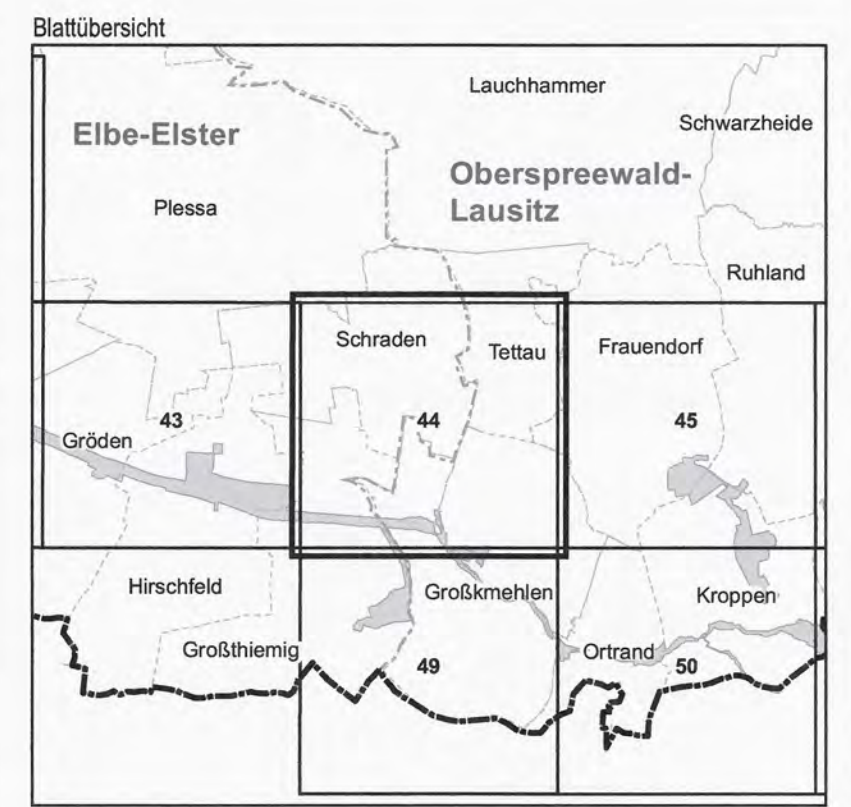 Blattübersicht
Lauchhammer
Schwarzheide
Elbe-Elster
Oberspreewald-
Lausitz
Plessa
Ruhland
Schraden
Tettau
Frauendorf
43
44
45
Gröden
Hirschfeld
Großkmehlen
Kroppen
Großthiemig
Ortrand
49
50